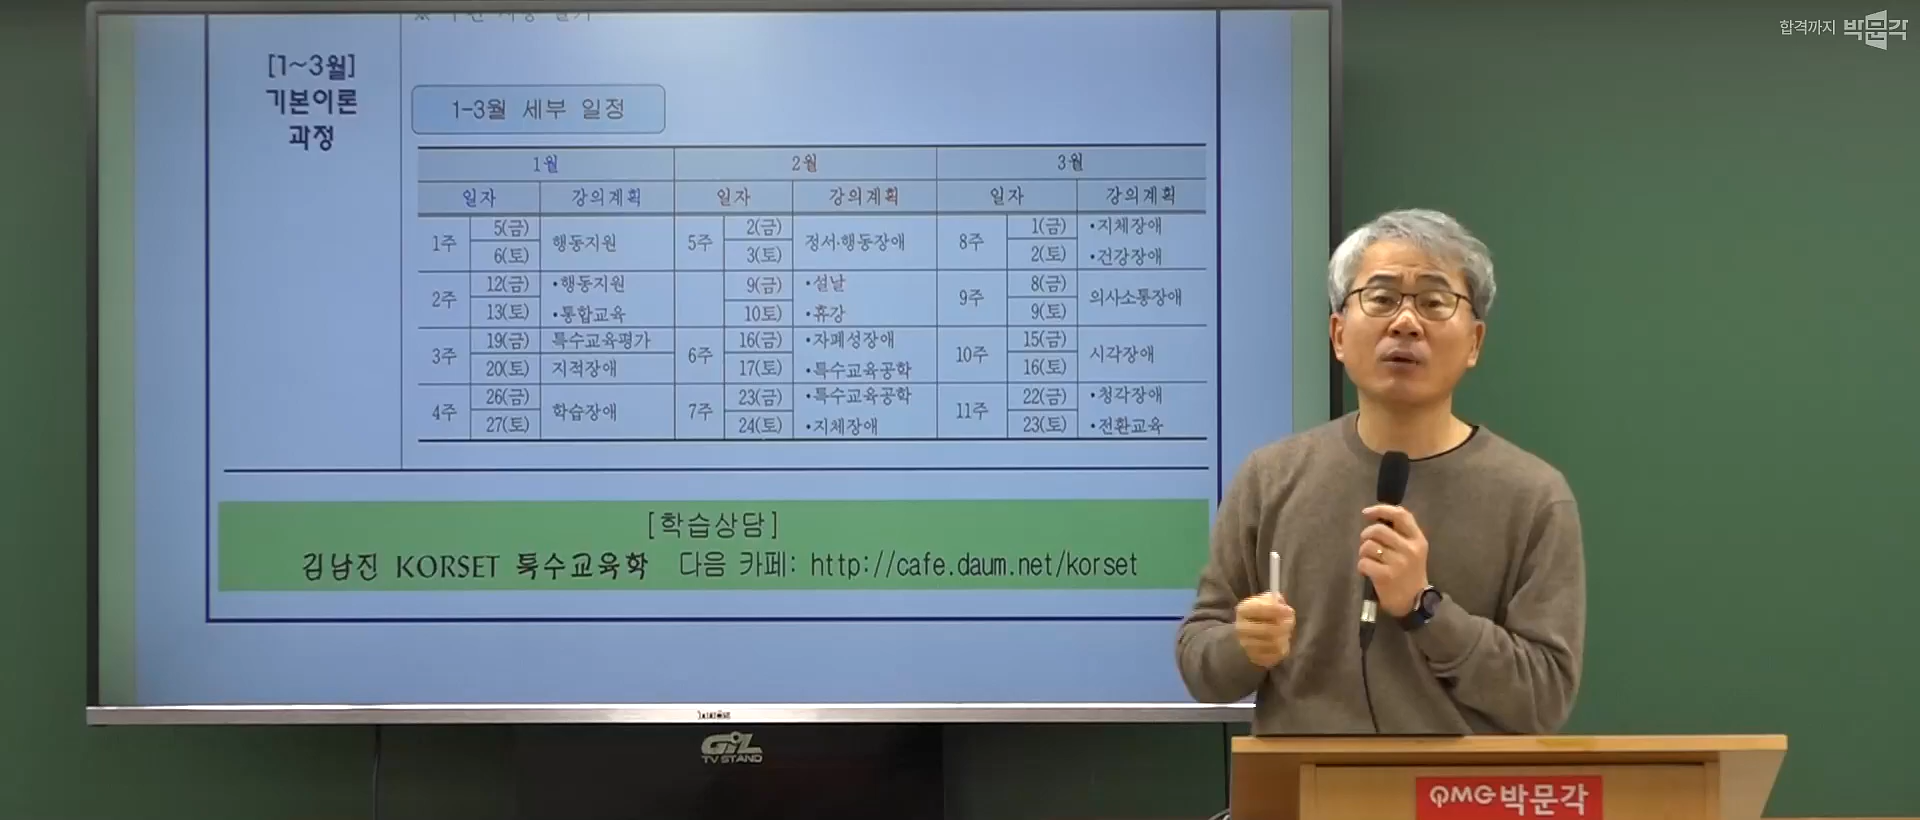 합격까지 박문각
[1~3월]
기본이론
과정
1-3월 세부 일정
1월 2월 3월
일자 강의계획 일자 강의계획 일자 강의계획
1주 5(금) 6(토) 행동지원
2주 12(금) 13(토) •행동지원 •통합교육
3주 19(금) 특수교육평가
20(토) 지적장애
4주 26(금) 27(토) 학습장애
5주 2(금) 3(토) 정서·행동장애
9(금) 10(토) •설날 •휴강
6주 16(금) 17(토) •자폐성장애 •특수교육공학
7주 23(금) 24(토) •특수교육공학 •지체장애
8주 1(금) 2(토) •지체장애 •건강장애
9주 8(금) 9(토) 의사소통장애
10주 15(금) 16(토) 시각장애
11주 22(금) 23(토) •청각장애 •전환교육
[학습상담]
김남진 KORSET 특수교육학 다음 카페: http://cafe.daum.net/korset
GIL
TV STAND
PMG 박문각